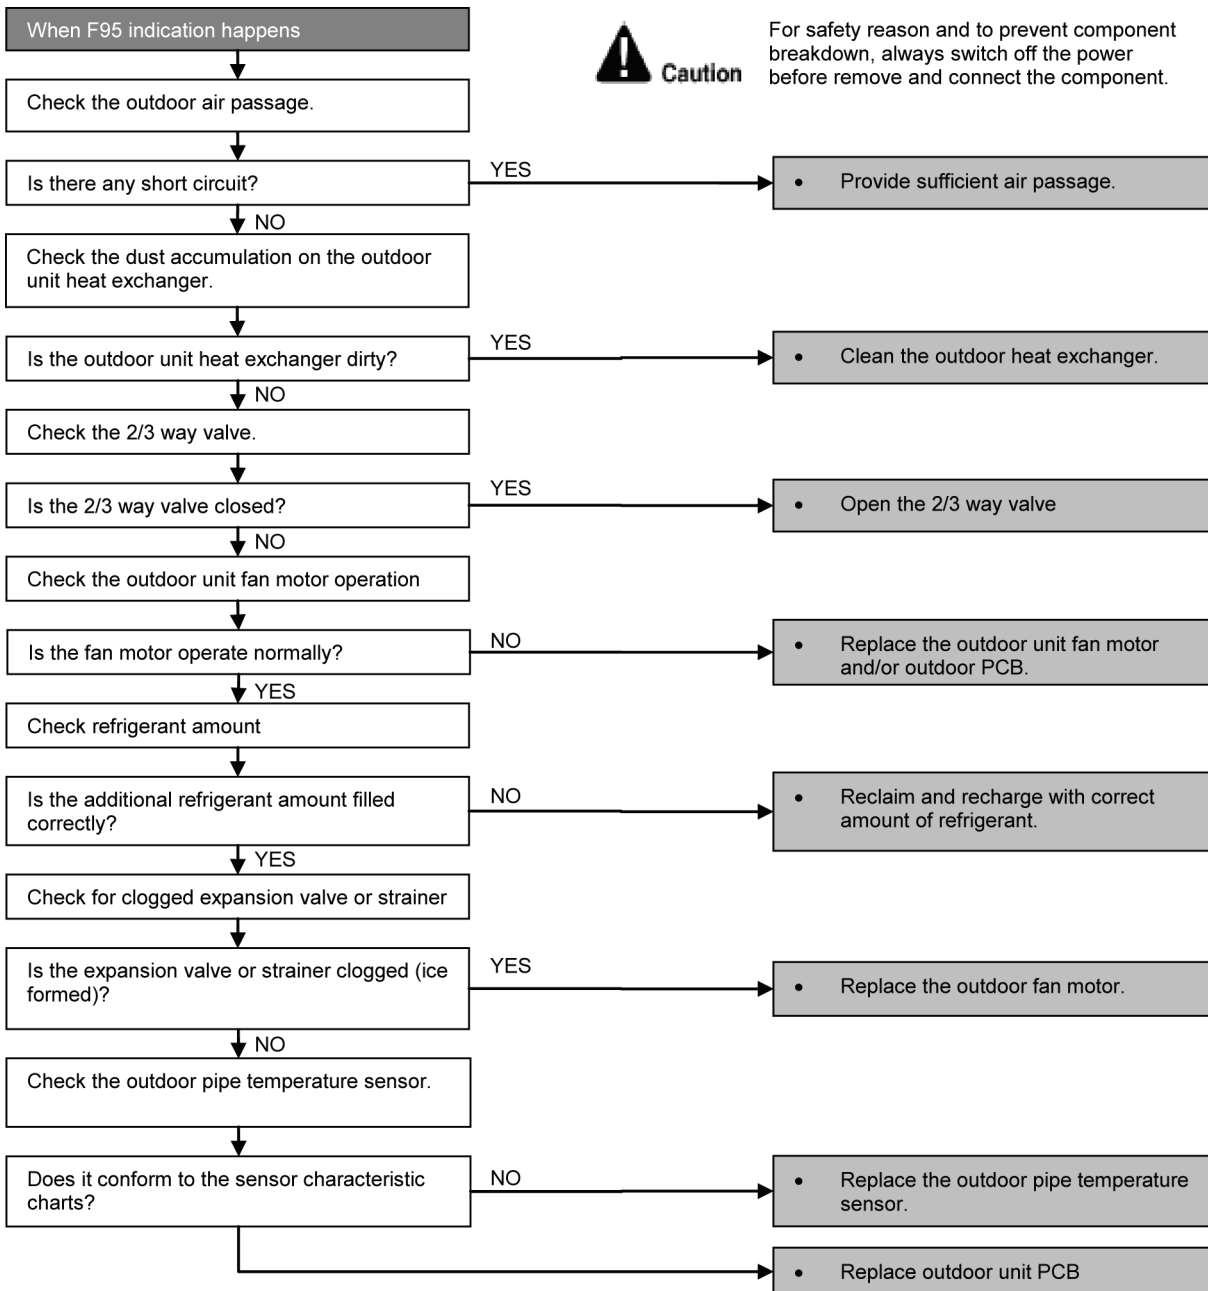 When F95 indication happens
Caution
For safety reason and to prevent component
breakdown, always switch off the power
before remove and connect the component.
Check the outdoor air passage.
Is there any short circuit?
YES
• Provide sufficient air passage.
NO
Check the dust accumulation on the outdoor
unit heat exchanger.
Is the outdoor unit heat exchanger dirty?
YES
• Clean the outdoor heat exchanger.
NO
Check the 2/3 way valve.
Is the 2/3 way valve closed?
YES
• Open the 2/3 way valve
NO
Check the outdoor unit fan motor operation
Is the fan motor operate normally?
NO
• Replace the outdoor unit fan motor
and/or outdoor PCB.
YES
Check refrigerant amount
Is the additional refrigerant amount filled
correctly?
NO
• Reclaim and recharge with correct
amount of refrigerant.
YES
Check for clogged expansion valve or strainer
Is the expansion valve or strainer clogged (ice
formed)?
YES
• Replace the outdoor fan motor.
NO
Check the outdoor pipe temperature sensor.
Does it conform to the sensor characteristic
charts?
NO
• Replace the outdoor pipe temperature
sensor.
• Replace outdoor unit PCB